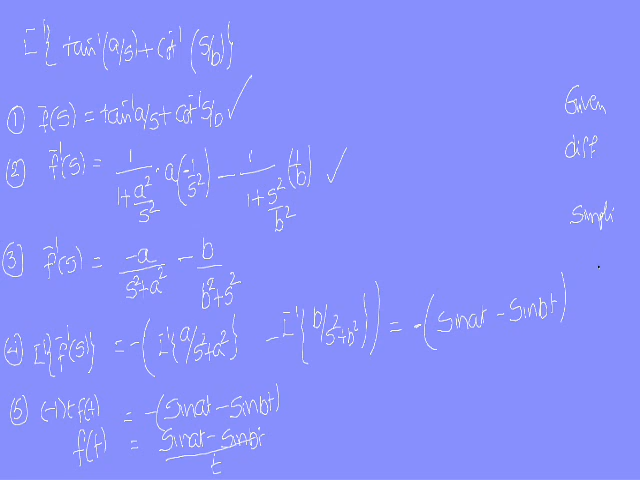 L⁻¹{ tan⁻¹(a/s) + cot⁻¹(s/b)}
① f̄(s) = tan⁻¹a/s + cot⁻¹s/b ✓
Given
② f̄'(s) = 1/(1+a²/s²) · a(-1/s²) - 1/(1+s²/b²) (1/b) ✓
diff
Simpli
③ f̄'(s) = -a/(s²+a²) - b/(b²+s²)
④ L⁻¹{f̄'(s)} = -(L⁻¹{a/s²+a²} - L⁻¹{b/s²+b²}) = -(sinat - sinbt)
⑤ (-1)t f(t) = -(sinat - sinbt)
f(t) = (sinat - sinbt)/t